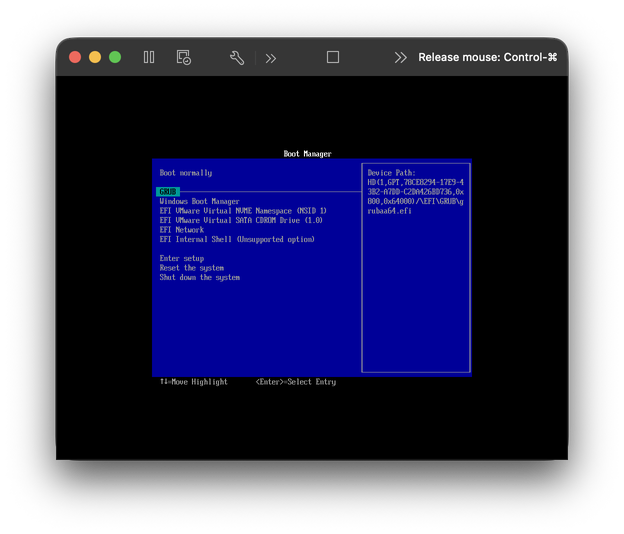 Release mouse: Control-⌘
Boot Manager
Boot normally
GRUB
Windows Boot Manager
EFI VMware Virtual NVME Namespace (NSID 1)
EFI VMware Virtual SATA CDROM Drive (1.0)
EFI Network
EFI Internal Shell (Unsupported option)
Enter setup
Reset the system
Shut down the system
Device Path:
HD(1,GPT,78CE8294-17E9-4
3B2-A7DD-C2DA426BD736,0x
800,0x64000)/\EFI\GRUB\g
rubaa64.efi
↑↓=Move Highlight <Enter>=Select Entry